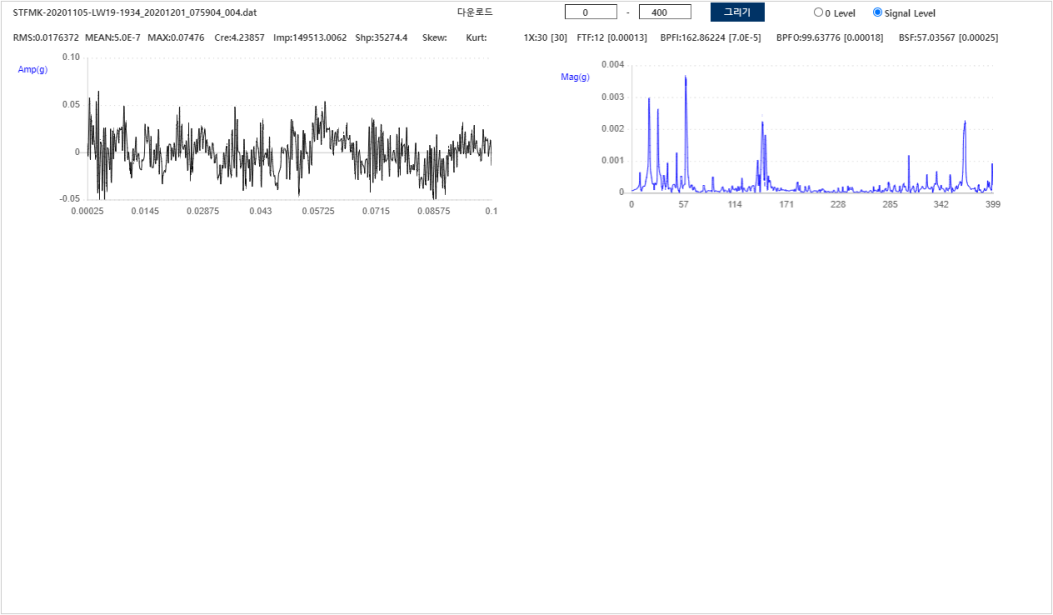 STFMK-20201105-LW19-1934_20201201_075904_004.dat 다운로드 0 - 400 그리기 0 Level Signal Level
RMS:0.0176372 MEAN:5.0E-7 MAX:0.07476 Cre:4.23857 Imp:149513.0062 Shp:35274.4 Skew: Kurt: 1X:30 [30] FTF:12 [0.00013] BPFI:162.86224 [7.0E-5] BPFO:99.63776 [0.00018] BSF:57.03567 [0.00025]
Amp(g)
0.10
0.05
0
-0.05
0.00025 0.0145 0.02875 0.043 0.05725 0.0715 0.08575 0.1
Mag(g)
0.004
0.003
0.002
0.001
0
0 57 114 171 228 285 342 399